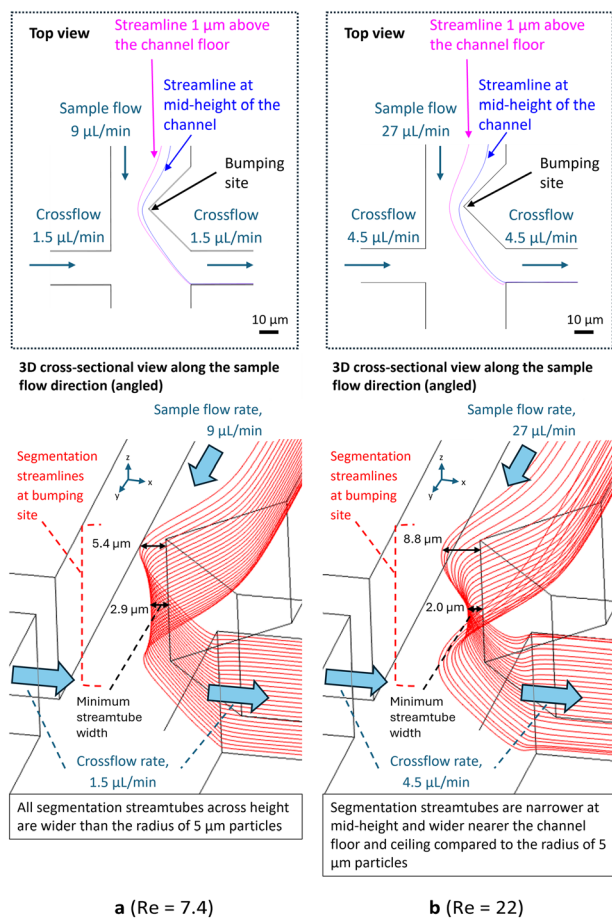 Top view
Streamline 1 μm above
the channel floor
Streamline at
mid-height of the
channel
Sample flow
9 μL/min
Bumping
site
Crossflow
1.5 μL/min
Crossflow
1.5 μL/min
10 μm
3D cross-sectional view along the sample
flow direction (angled)
Sample flow rate,
9 μL/min
Segmentation
streamlines
at bumping
site
z
x
y
5.4 μm
2.9 μm
Minimum
streamtube
width
Crossflow rate,
1.5 μL/min
All segmentation streamtubes across height
are wider than the radius of 5 μm particles
a (Re = 7.4)
Top view
Streamline 1 μm above
the channel floor
Streamline at
mid-height of the
channel
Sample flow
27 μL/min
Bumping
site
Crossflow
4.5 μL/min
Crossflow
4.5 μL/min
10 μm
3D cross-sectional view along the sample
flow direction (angled)
Sample flow rate,
27 μL/min
Segmentation
streamlines
at bumping
site
z
x
y
8.8 μm
2.0 μm
Minimum
streamtube
width
Crossflow rate,
4.5 μL/min
Segmentation streamtubes are narrower at
mid-height and wider nearer the channel
floor and ceiling compared to the radius of 5
μm particles
b (Re = 22)